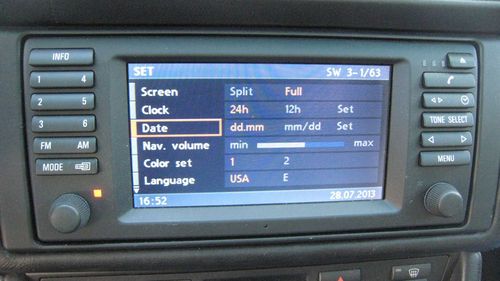 INFO
1 4
2 5
3 6
FM AM
MODE
SET SW 3-1/63
Screen Split Full
Clock 24h 12h Set
Date dd.mm mm/dd Set
Nav. volume min max
Color set 1 2
Language USA E
16:52 28.07.2013
TONE SELECT
MENU